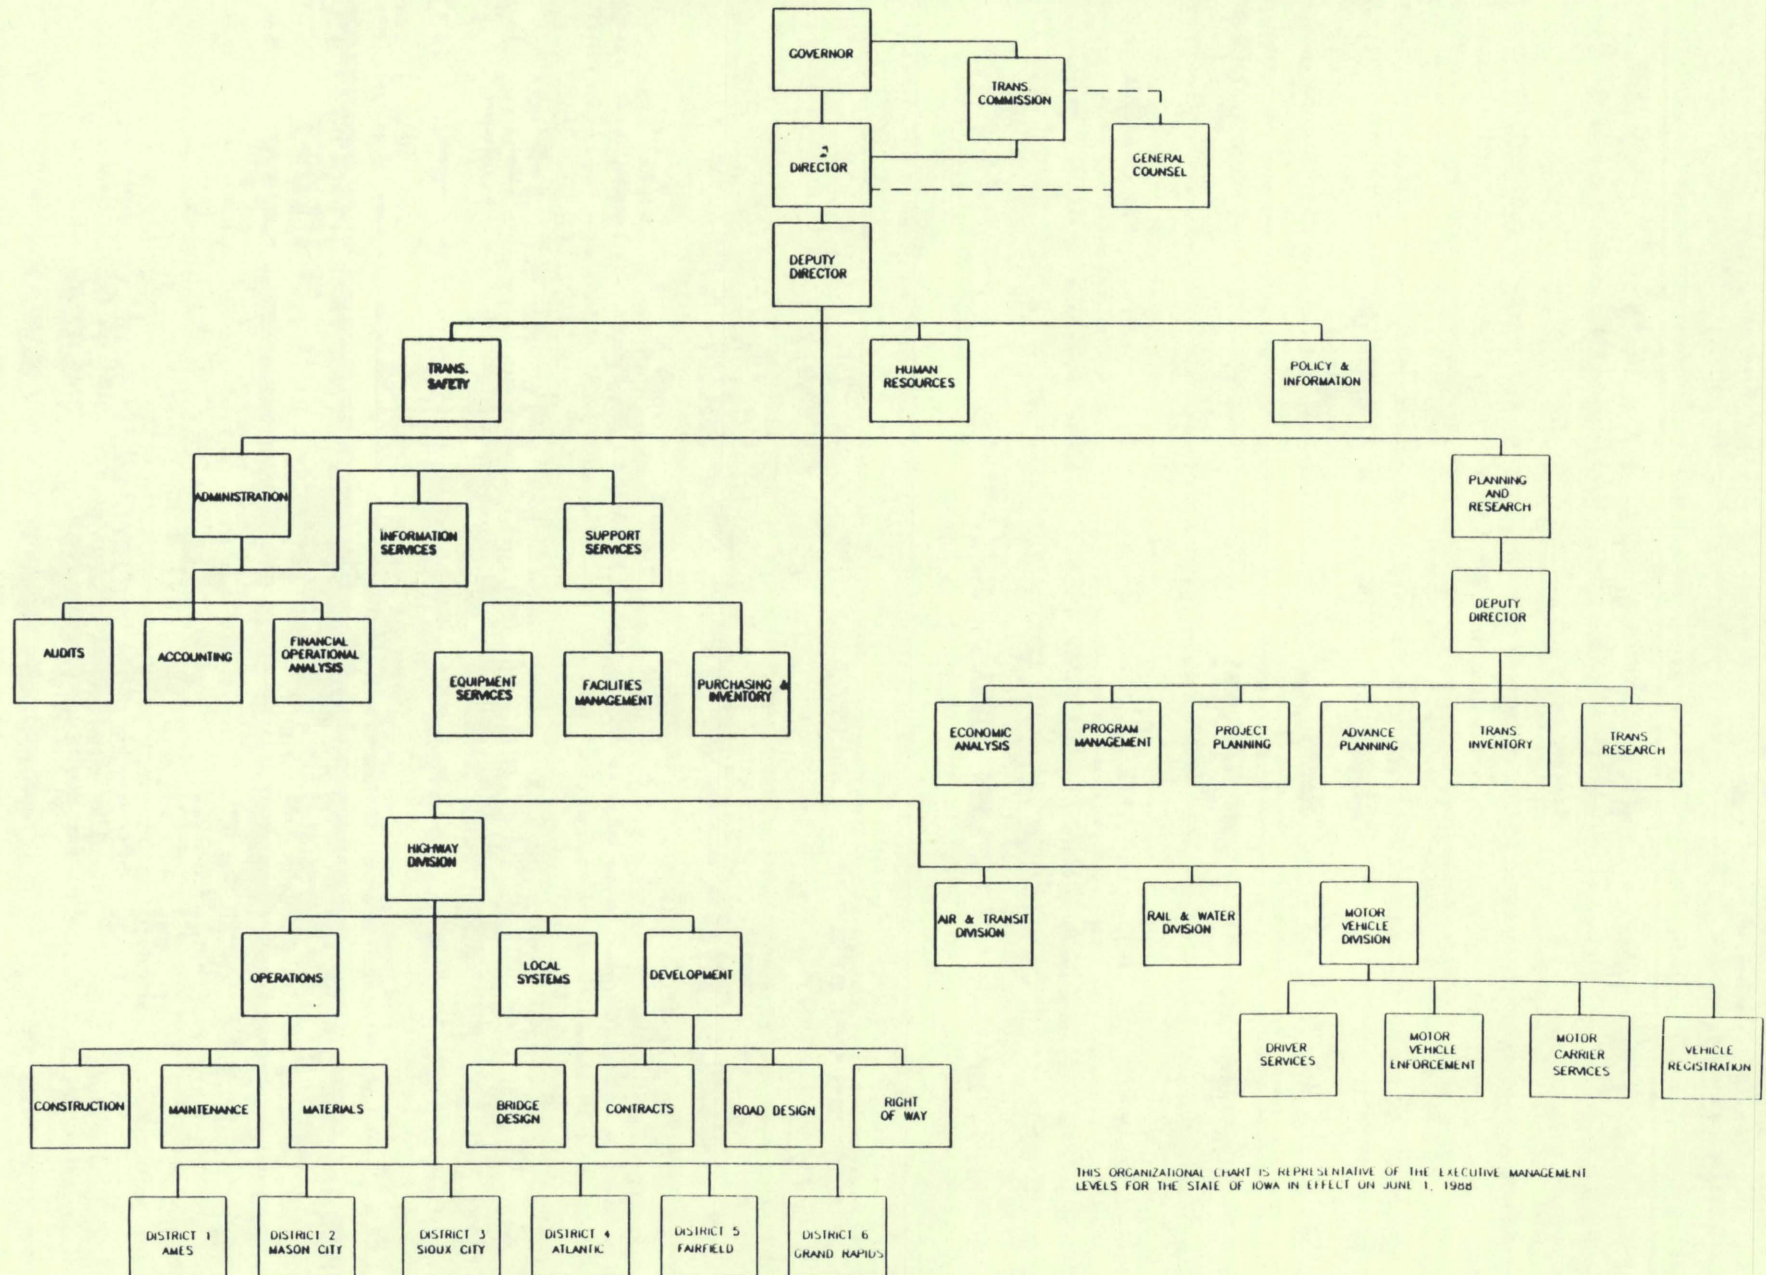 GOVERNOR
TRANS.
COMMISSION
2
DIRECTOR
GENERAL
COUNSEL
DEPUTY
DIRECTOR
TRANS.
SAFETY
HUMAN
RESOURCES
POLICY &
INFORMATION
ADMINISTRATION
INFORMATION
SERVICES
SUPPORT
SERVICES
PLANNING
AND
RESEARCH
DEPUTY
DIRECTOR
AUDITS
ACCOUNTING
FINANCIAL
OPERATIONAL
ANALYSIS
EQUIPMENT
SERVICES
FACILITIES
MANAGEMENT
PURCHASING &
INVENTORY
ECONOMIC
ANALYSIS
PROGRAM
MANAGEMENT
PROJECT
PLANNING
ADVANCE
PLANNING
TRANS
INVENTORY
TRANS
RESEARCH
HIGHWAY
DIVISION
AIR & TRANSIT
DIVISION
RAIL & WATER
DIVISION
MOTOR
VEHICLE
DIVISION
OPERATIONS
LOCAL
SYSTEMS
DEVELOPMENT
DRIVER
SERVICES
MOTOR
VEHICLE
ENFORCEMENT
MOTOR
CARRIER
SERVICES
VEHICLE
REGISTRATION
CONSTRUCTION
MAINTENANCE
MATERIALS
BRIDGE
DESIGN
CONTRACTS
ROAD DESIGN
RIGHT
OF WAY
DISTRICT 1
AMES
DISTRICT 2
MASON CITY
DISTRICT 3
SIOUX CITY
DISTRICT 4
ATLANTIC
DISTRICT 5
FAIRFIELD
DISTRICT 6
GRAND RAPIDS
THIS ORGANIZATIONAL CHART IS REPRESENTATIVE OF THE EXECUTIVE MANAGEMENT
LEVELS FOR THE STATE OF IOWA IN EFFECT ON JUNE 1, 1988